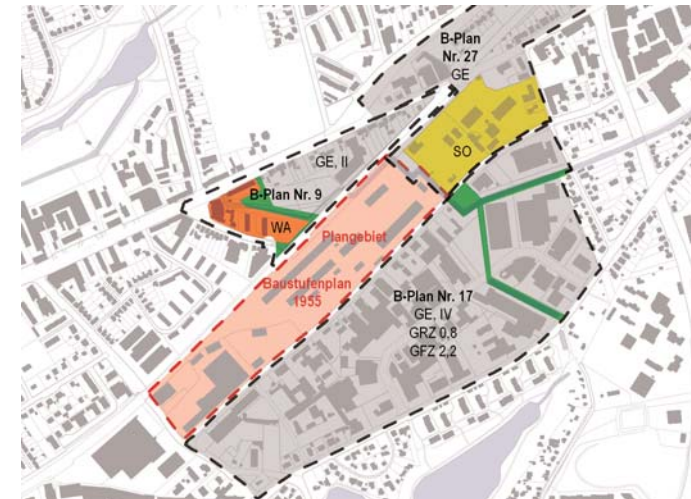 B-Plan
Nr. 27
GE
GE, II
SO
B-Plan Nr. 9
WA
Plangebiet
Baustufenplan
1955
B-Plan Nr. 17
GE, IV
GRZ 0,8
GFZ 2,2